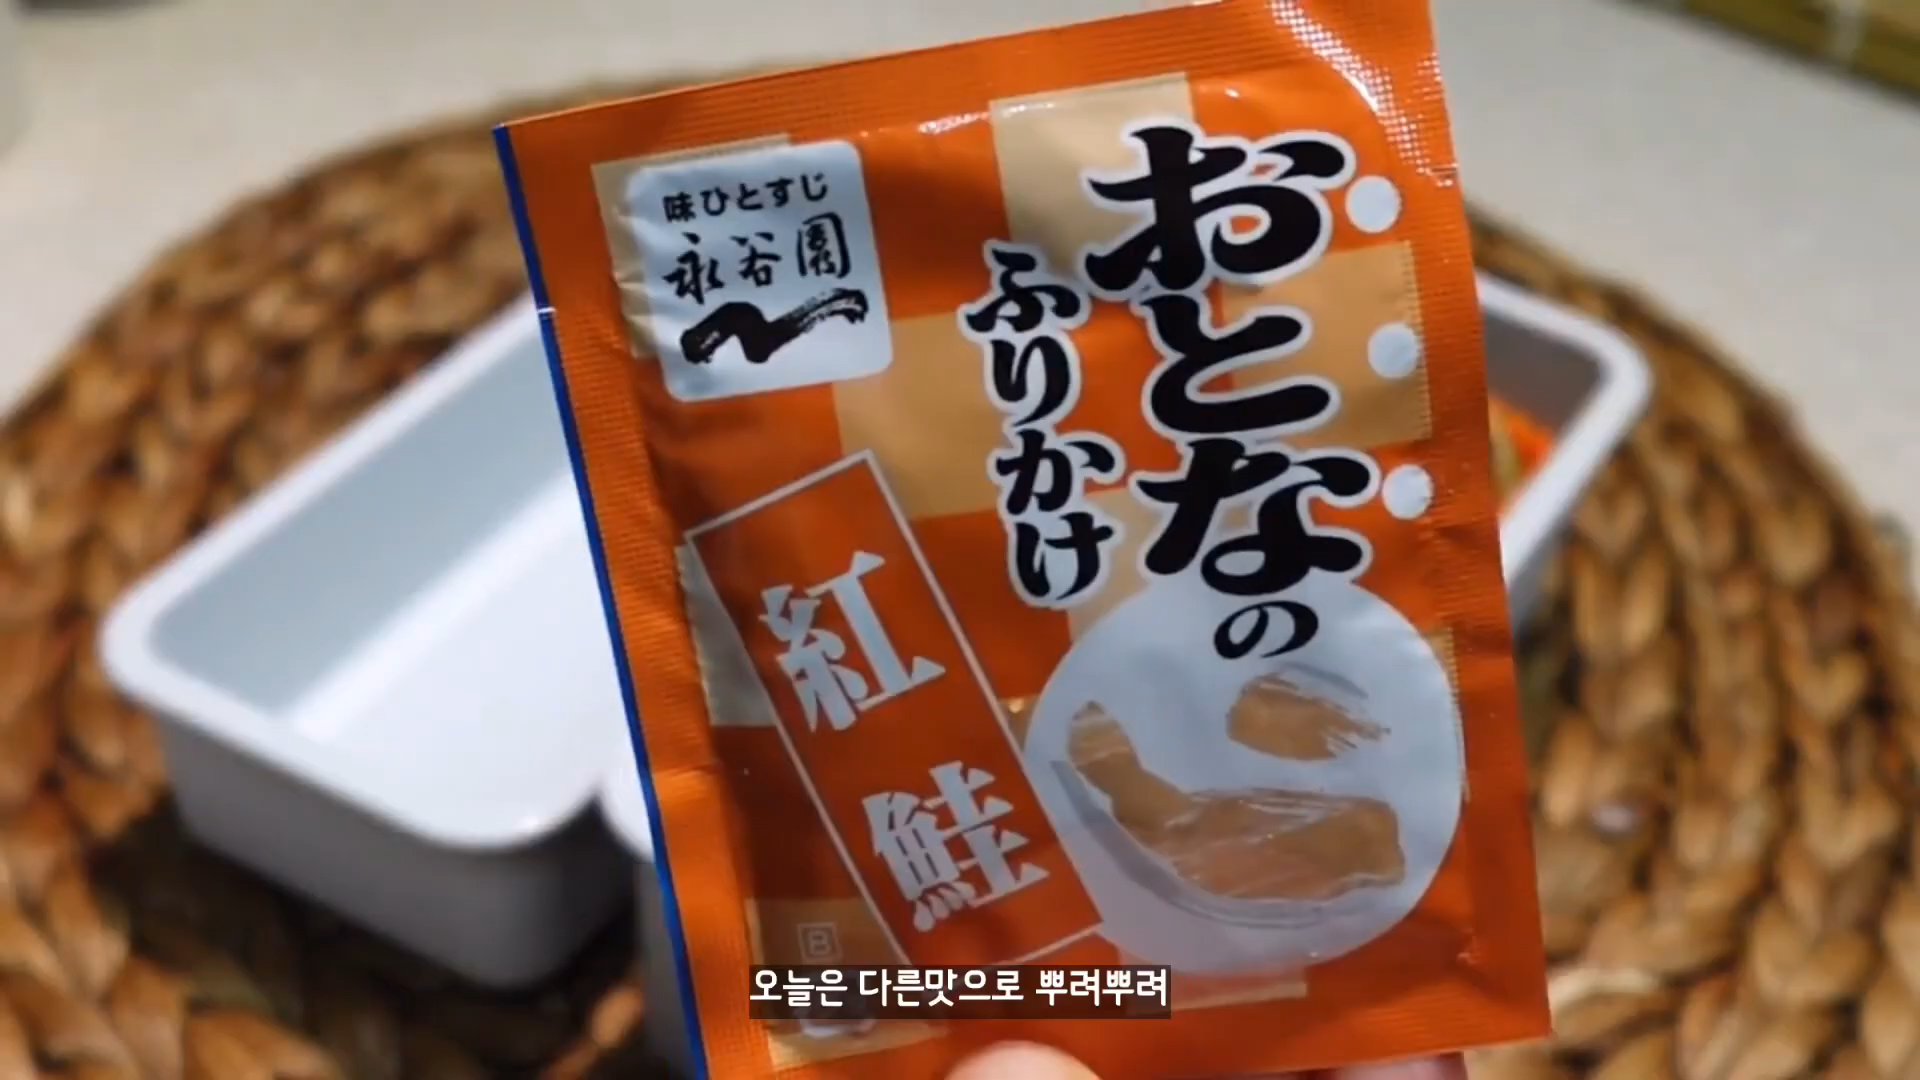 味ひとすじ
永谷園
おとなの
ふりかけ
紅鮭
B
오늘은 다른맛으로 뿌려뿌려